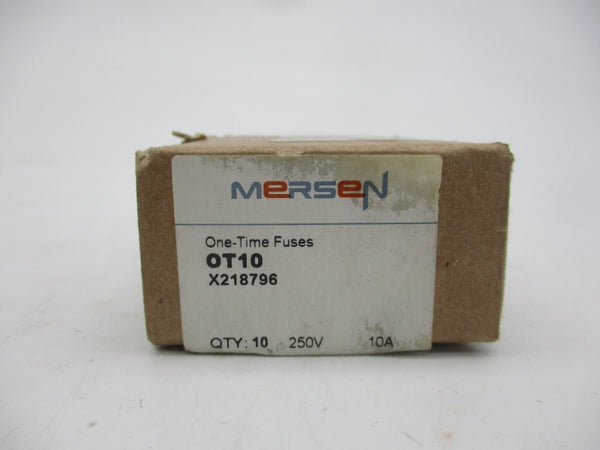 MERSEN
One-Time Fuses
OT10
X218796
QTY: 10 250V 10A